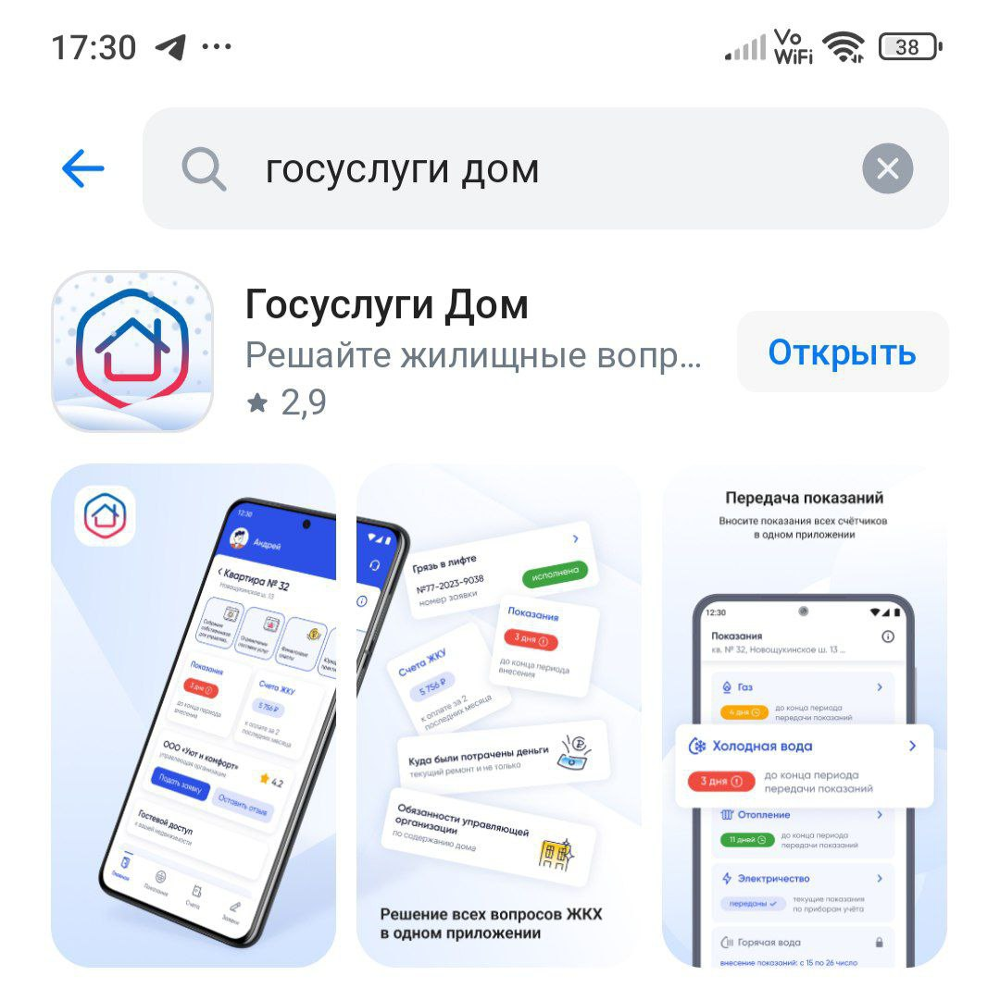 17:30
Vo
WiFi
38
госуслуги дом
Госуслуги Дом
Решайте жилищные вопр...
2,9
Открыть
12:30
Андрей
Квартира № 32
Новощукинское ш. 13
Собрания
собственников
Ограничение
поставки услуг
Финансовые
Показания
3 дня
до конца периода
внесения
Счета ЖКУ
5 756 ₽
к оплате за 2
последних месяца
ООО «Уют и комфорт»
управляющая организация
4.2
Подать заявку
Оставить отзыв
Гостевой доступ
к вашей недвижимости
Главная
Показания
Счета
Заявки
Грязь в лифте
№77-2023-9038
номер заявки
исполнена
Показания
3 дня
до конца периода
внесения
Счета ЖКУ
5 756 ₽
к оплате за 2
последних месяца
Куда были потрачены деньги
текущий ремонт и не только
Обязанности управляющей
организации
по содержанию дома
Решение всех вопросов ЖКХ
в одном приложении
Передача показаний
Вносите показания всех счётчиков
в одном приложении
12:30
Показания
кв. № 32, Новощукинское ш. 13 ...
Газ
4 дня
до конца периода
передачи показаний
Холодная вода
3 дня
до конца периода
передачи показаний
Отопление
11 дней
до конца периода
передачи показаний
Электричество
переданы
текущие показания
по приборам учёта
Горячая вода
внесение показаний: с 15 по 26 число